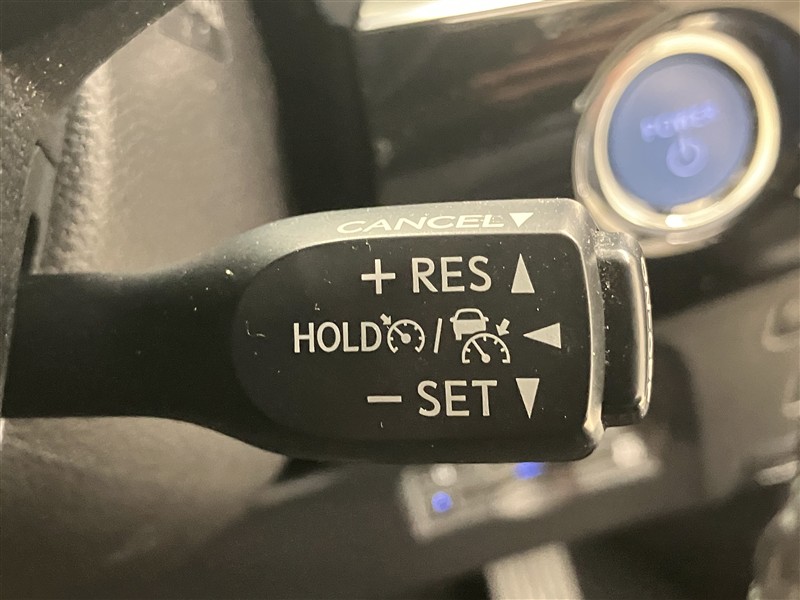 POWER
CANCEL▼
+ RES ▲
HOLD / ◀
− SET ▼